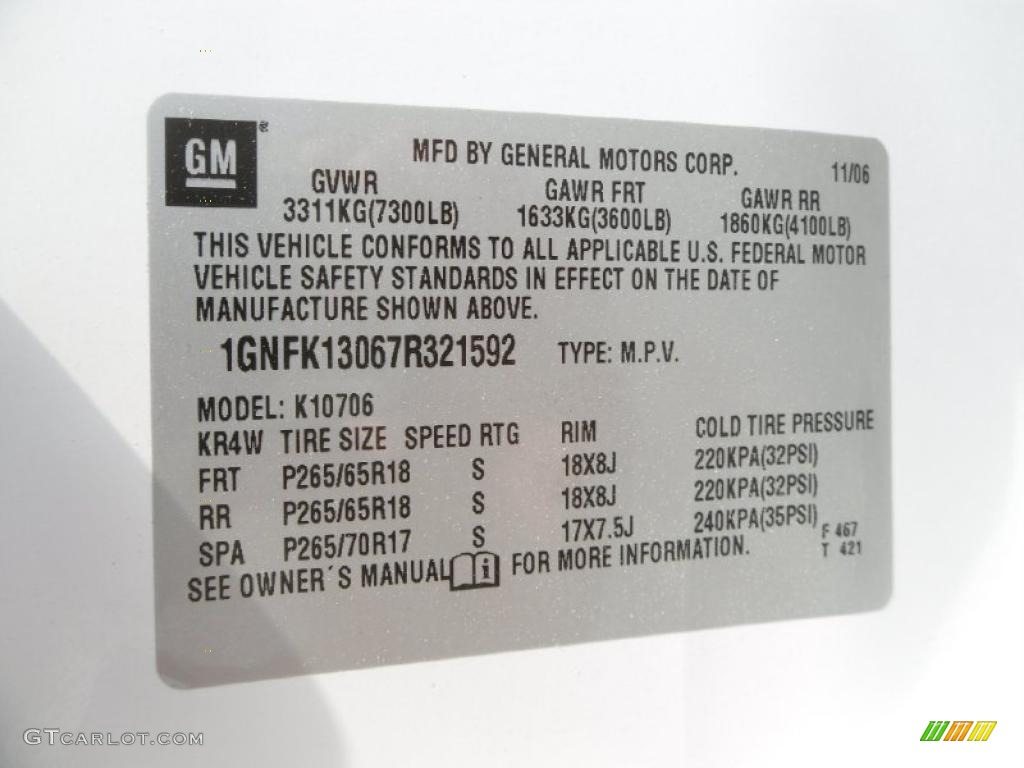 GM®
MFD BY GENERAL MOTORS CORP. 11/06
GVWR GAWR FRT GAWR RR
3311KG(7300LB) 1633KG(3600LB) 1860KG(4100LB)
THIS VEHICLE CONFORMS TO ALL APPLICABLE U.S. FEDERAL MOTOR
VEHICLE SAFETY STANDARDS IN EFFECT ON THE DATE OF
MANUFACTURE SHOWN ABOVE.
1GNFK13067R321592 TYPE: M.P.V.
MODEL: K10706
KR4W TIRE SIZE SPEED RTG RIM COLD TIRE PRESSURE
FRT P265/65R18 S 18X8J 220KPA(32PSI)
RR P265/65R18 S 18X8J 220KPA(32PSI)
SPA P265/70R17 S 17X7.5J 240KPA(35PSI)
F 467
T 421
SEE OWNER´S MANUAL i FOR MORE INFORMATION.
GTCARLOT.COM